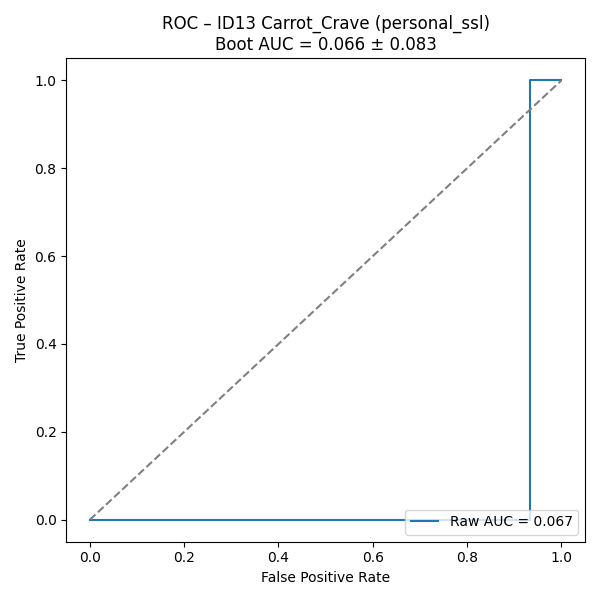 ROC – ID13 Carrot_Crave (personal_ssl)
Boot AUC = 0.066 ± 0.083
1.0
0.8
0.6
0.4
0.2
0.0
True Positive Rate
Raw AUC = 0.067
0.0 0.2 0.4 0.6 0.8 1.0
False Positive Rate